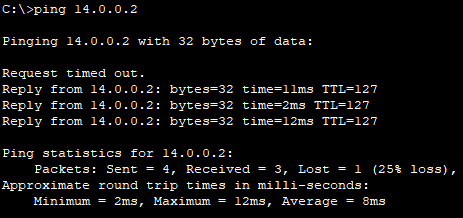 C:\>ping 14.0.0.2
Pinging 14.0.0.2 with 32 bytes of data:
Request timed out.
Reply from 14.0.0.2: bytes=32 time=11ms TTL=127
Reply from 14.0.0.2: bytes=32 time=2ms TTL=127
Reply from 14.0.0.2: bytes=32 time=12ms TTL=127
Ping statistics for 14.0.0.2:
    Packets: Sent = 4, Received = 3, Lost = 1 (25% loss),
Approximate round trip times in milli-seconds:
    Minimum = 2ms, Maximum = 12ms, Average = 8ms